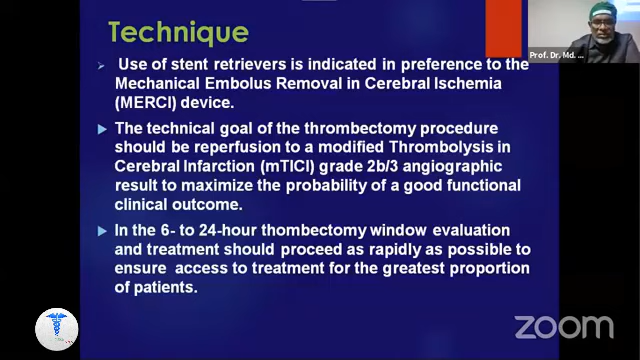 Technique
Use of stent retrievers is indicated in preference to the
Mechanical Embolus Removal in Cerebral Ischemia
(MERCI) device.
The technical goal of the thrombectomy procedure
should be reperfusion to a modified Thrombolysis in
Cerebral Infarction (mTICI) grade 2b/3 angiographic
result to maximize the probability of a good functional
clinical outcome.
In the 6- to 24-hour thombectomy window evaluation
and treatment should proceed as rapidly as possible to
ensure access to treatment for the greatest proportion
of patients.
Prof. Dr. Md. ...
zoom